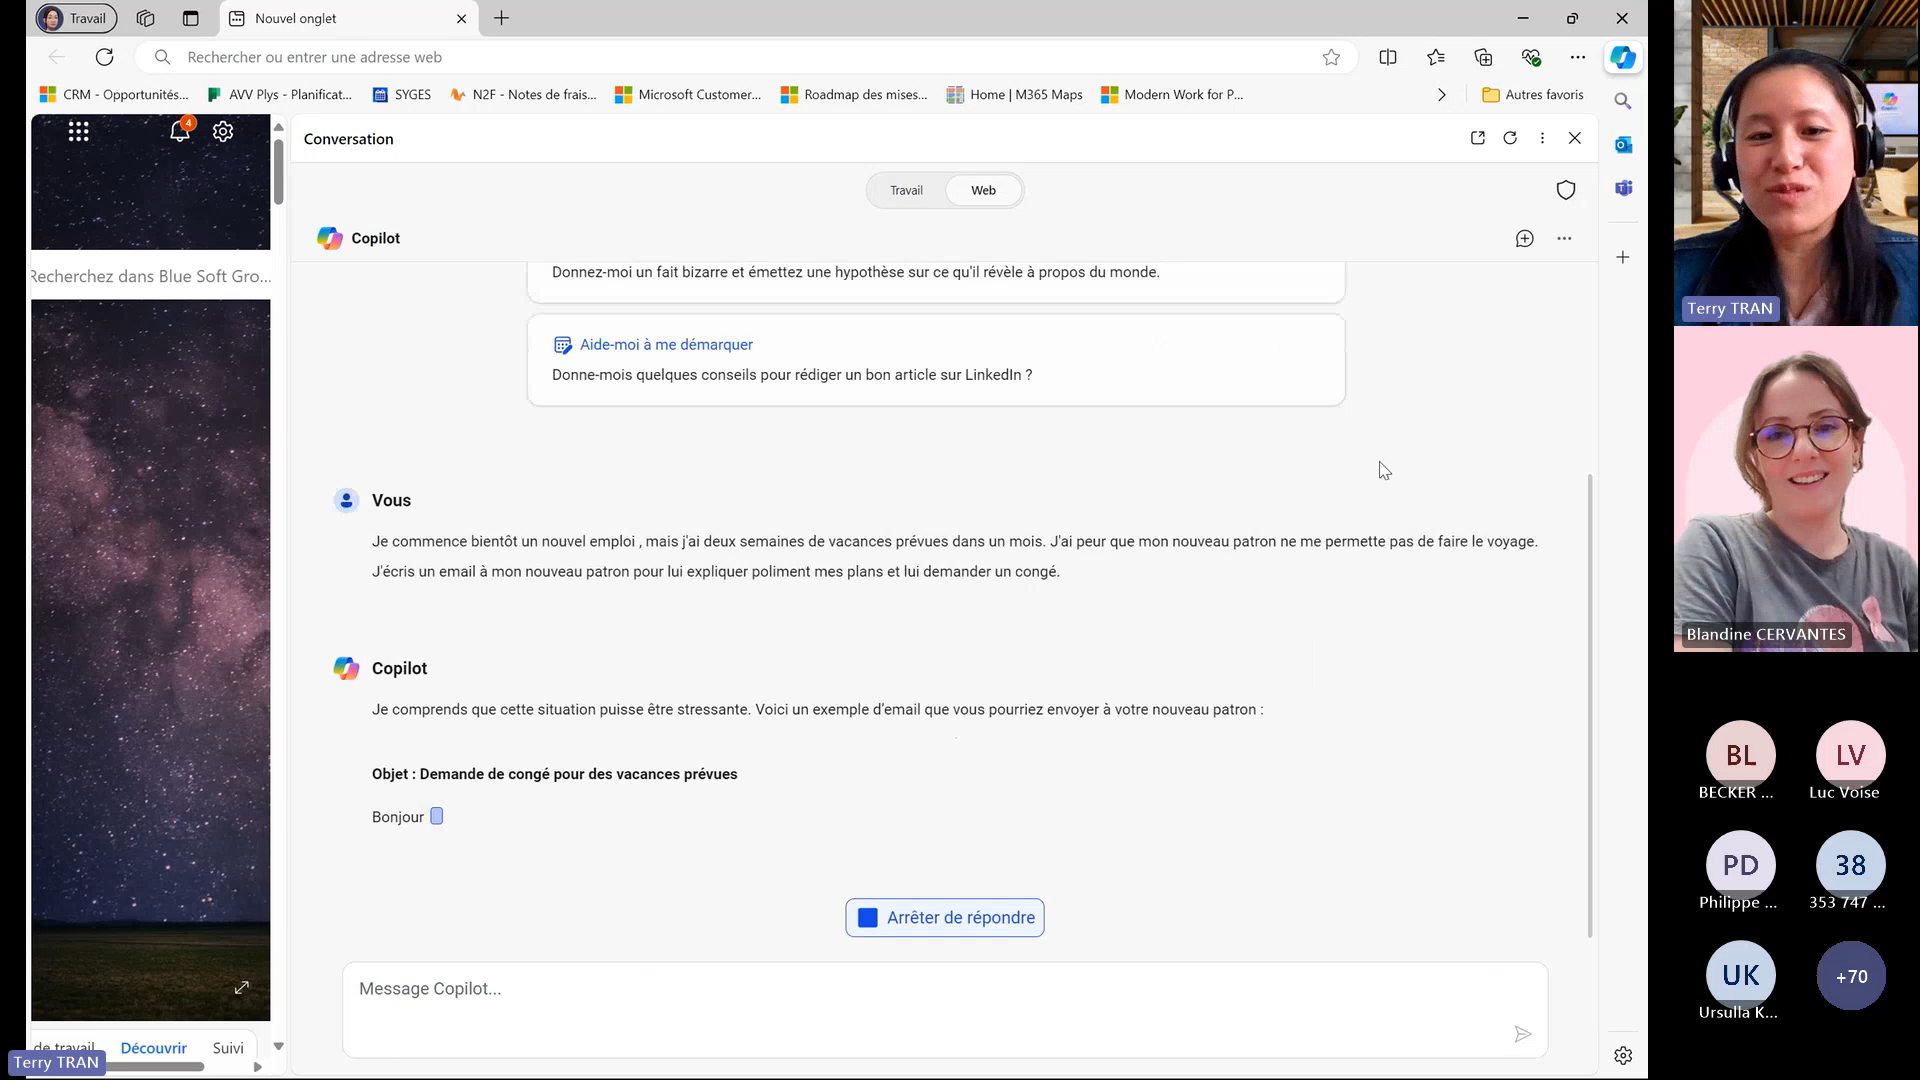 Travail
Nouvel onglet
Rechercher ou entrer une adresse web
CRM - Opportunités...
AVV Plys - Planificat...
SYGES
N2F - Notes de frais...
Microsoft Customer...
Roadmap des mises...
Home | M365 Maps
Modern Work for P...
Autres favoris
4
Recherchez dans Blue Soft Gro...
de travail
Découvrir
Suivi
Terry TRAN
Conversation
Travail
Web
Copilot
Donnez-moi un fait bizarre et émettez une hypothèse sur ce qu'il révèle à propos du monde.
Aide-moi à me démarquer
Donne-mois quelques conseils pour rédiger un bon article sur LinkedIn ?
Vous
Je commence bientôt un nouvel emploi , mais j'ai deux semaines de vacances prévues dans un mois. J'ai peur que mon nouveau patron ne me permette pas de faire le voyage.
J'écris un email à mon nouveau patron pour lui expliquer poliment mes plans et lui demander un congé.
Copilot
Je comprends que cette situation puisse être stressante. Voici un exemple d'email que vous pourriez envoyer à votre nouveau patron :
Objet : Demande de congé pour des vacances prévues
Bonjour
Arrêter de répondre
Message Copilot...
Terry TRAN
Blandine CERVANTES
BL
BECKER ...
LV
Luc Voise
PD
Philippe ...
38
353 747 ...
UK
Ursulla K...
+70